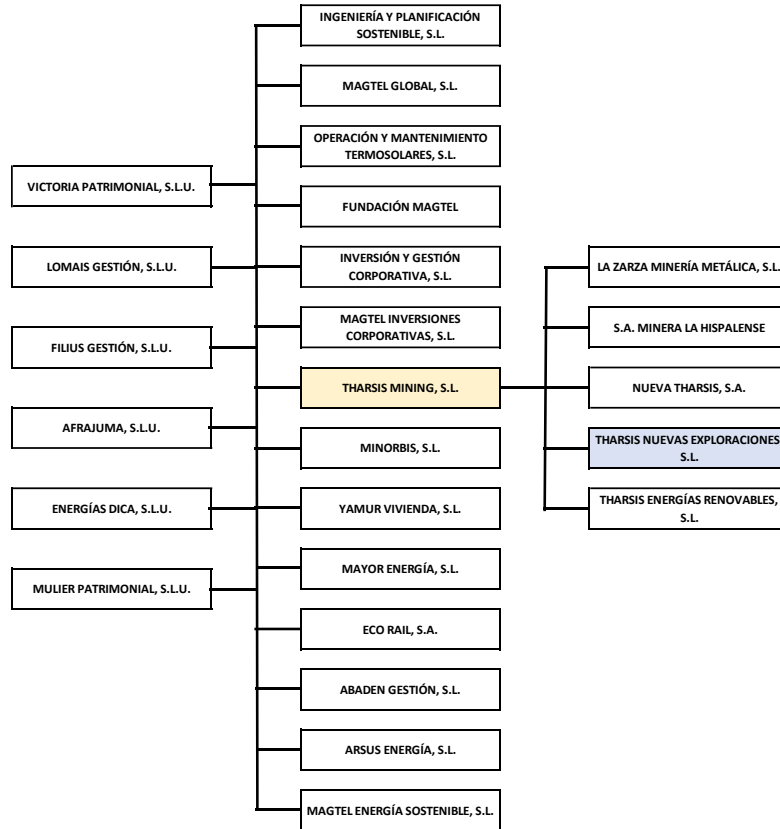 VICTORIA PATRIMONIAL, S.L.U.
LOMAIS GESTIÓN, S.L.U.
FILIUS GESTIÓN, S.L.U.
AFRAJUMA, S.L.U.
ENERGÍAS DICA, S.L.U.
MULIER PATRIMONIAL, S.L.U.
INGENIERÍA Y PLANIFICACIÓN
SOSTENIBLE, S.L.
MAGTEL GLOBAL, S.L.
OPERACIÓN Y MANTENIMIENTO
TERMOSOLARES, S.L.
FUNDACIÓN MAGTEL
INVERSIÓN Y GESTIÓN
CORPORATIVA, S.L.
MAGTEL INVERSIONES
CORPORATIVAS, S.L.
THARSIS MINING, S.L.
MINORBIS, S.L.
YAMUR VIVIENDA, S.L.
MAYOR ENERGÍA, S.L.
ECO RAIL, S.A.
ABADEN GESTIÓN, S.L.
ARSUS ENERGÍA, S.L.
MAGTEL ENERGÍA SOSTENIBLE, S.L.
LA ZARZA MINERÍA METÁLICA, S.L.
S.A. MINERA LA HISPALENSE
NUEVA THARSIS, S.A.
THARSIS NUEVAS EXPLORACIONES
S.L.
THARSIS ENERGÍAS RENOVABLES,
S.L.